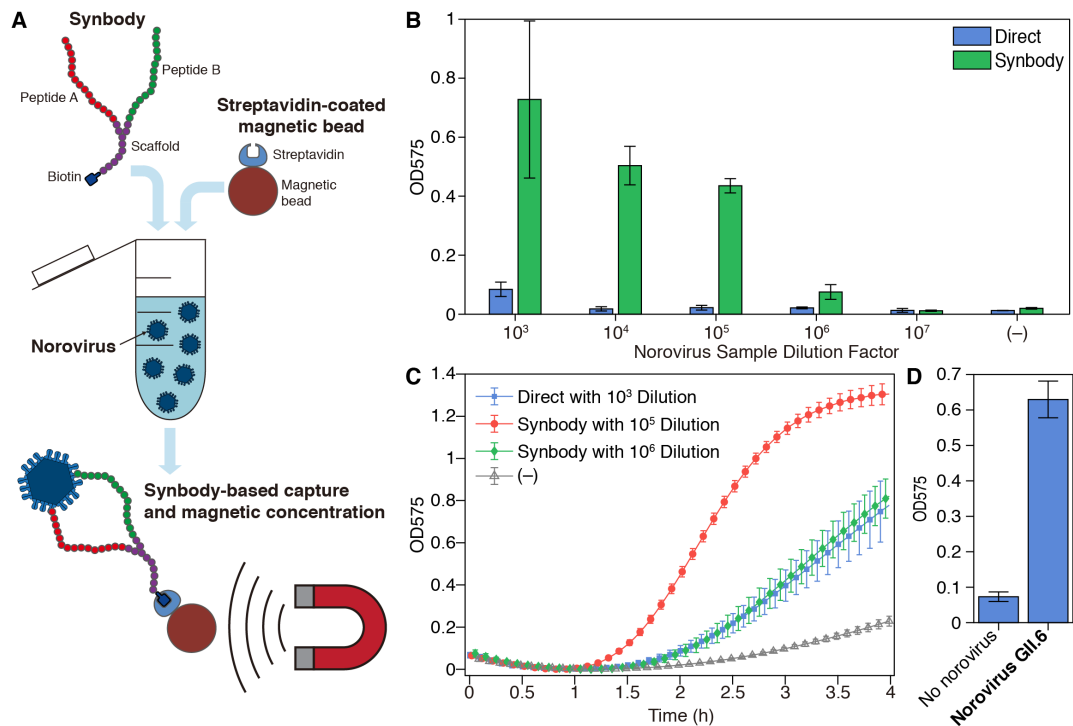 A
Synbody
Peptide A
Peptide B
Scaffold
Biotin
Streptavidin-coated
magnetic bead
Streptavidin
Magnetic
bead
Norovirus
Synbody-based capture
and magnetic concentration
B
1
0.8
0.6
0.4
0.2
0
OD575
Direct
Synbody
10³ 10⁴ 10⁵ 10⁶ 10⁷ (–)
Norovirus Sample Dilution Factor
C
1.4
1.2
1
0.8
0.6
0.4
0.2
0
OD575
Direct with 10³ Dilution
Synbody with 10⁵ Dilution
Synbody with 10⁶ Dilution
(–)
0 0.5 1 1.5 2 2.5 3 3.5 4
Time (h)
D
0.7
0.6
0.5
0.4
0.3
0.2
0.1
0
OD575
No norovirus
Norovirus GII.6